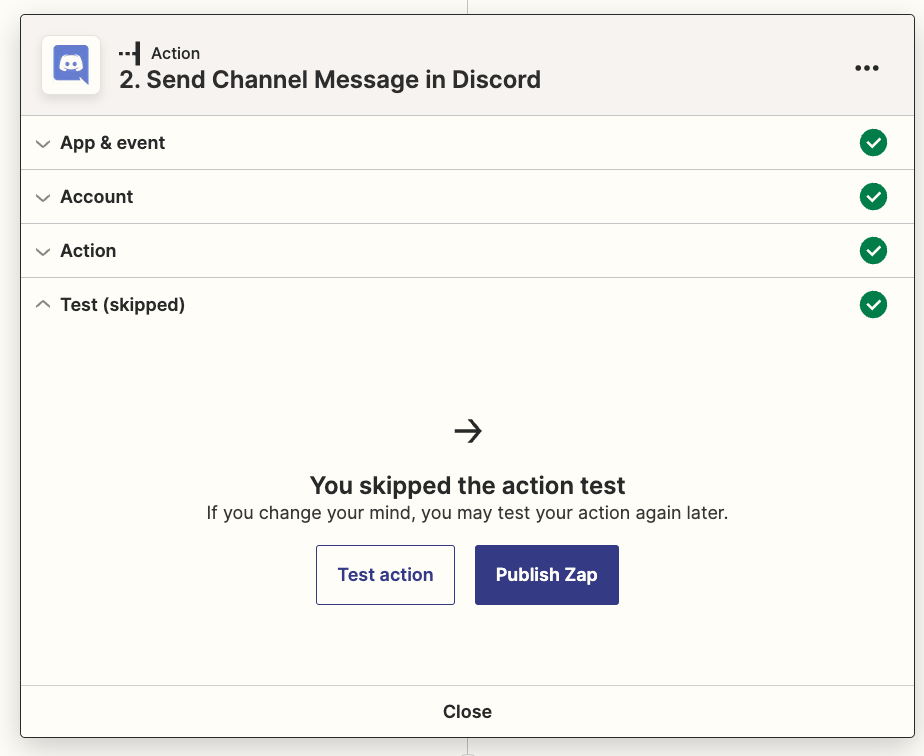 Action
2. Send Channel Message in Discord
App & event
Account
Action
Test (skipped)
You skipped the action test
If you change your mind, you may test your action again later.
Test action
Publish Zap
Close